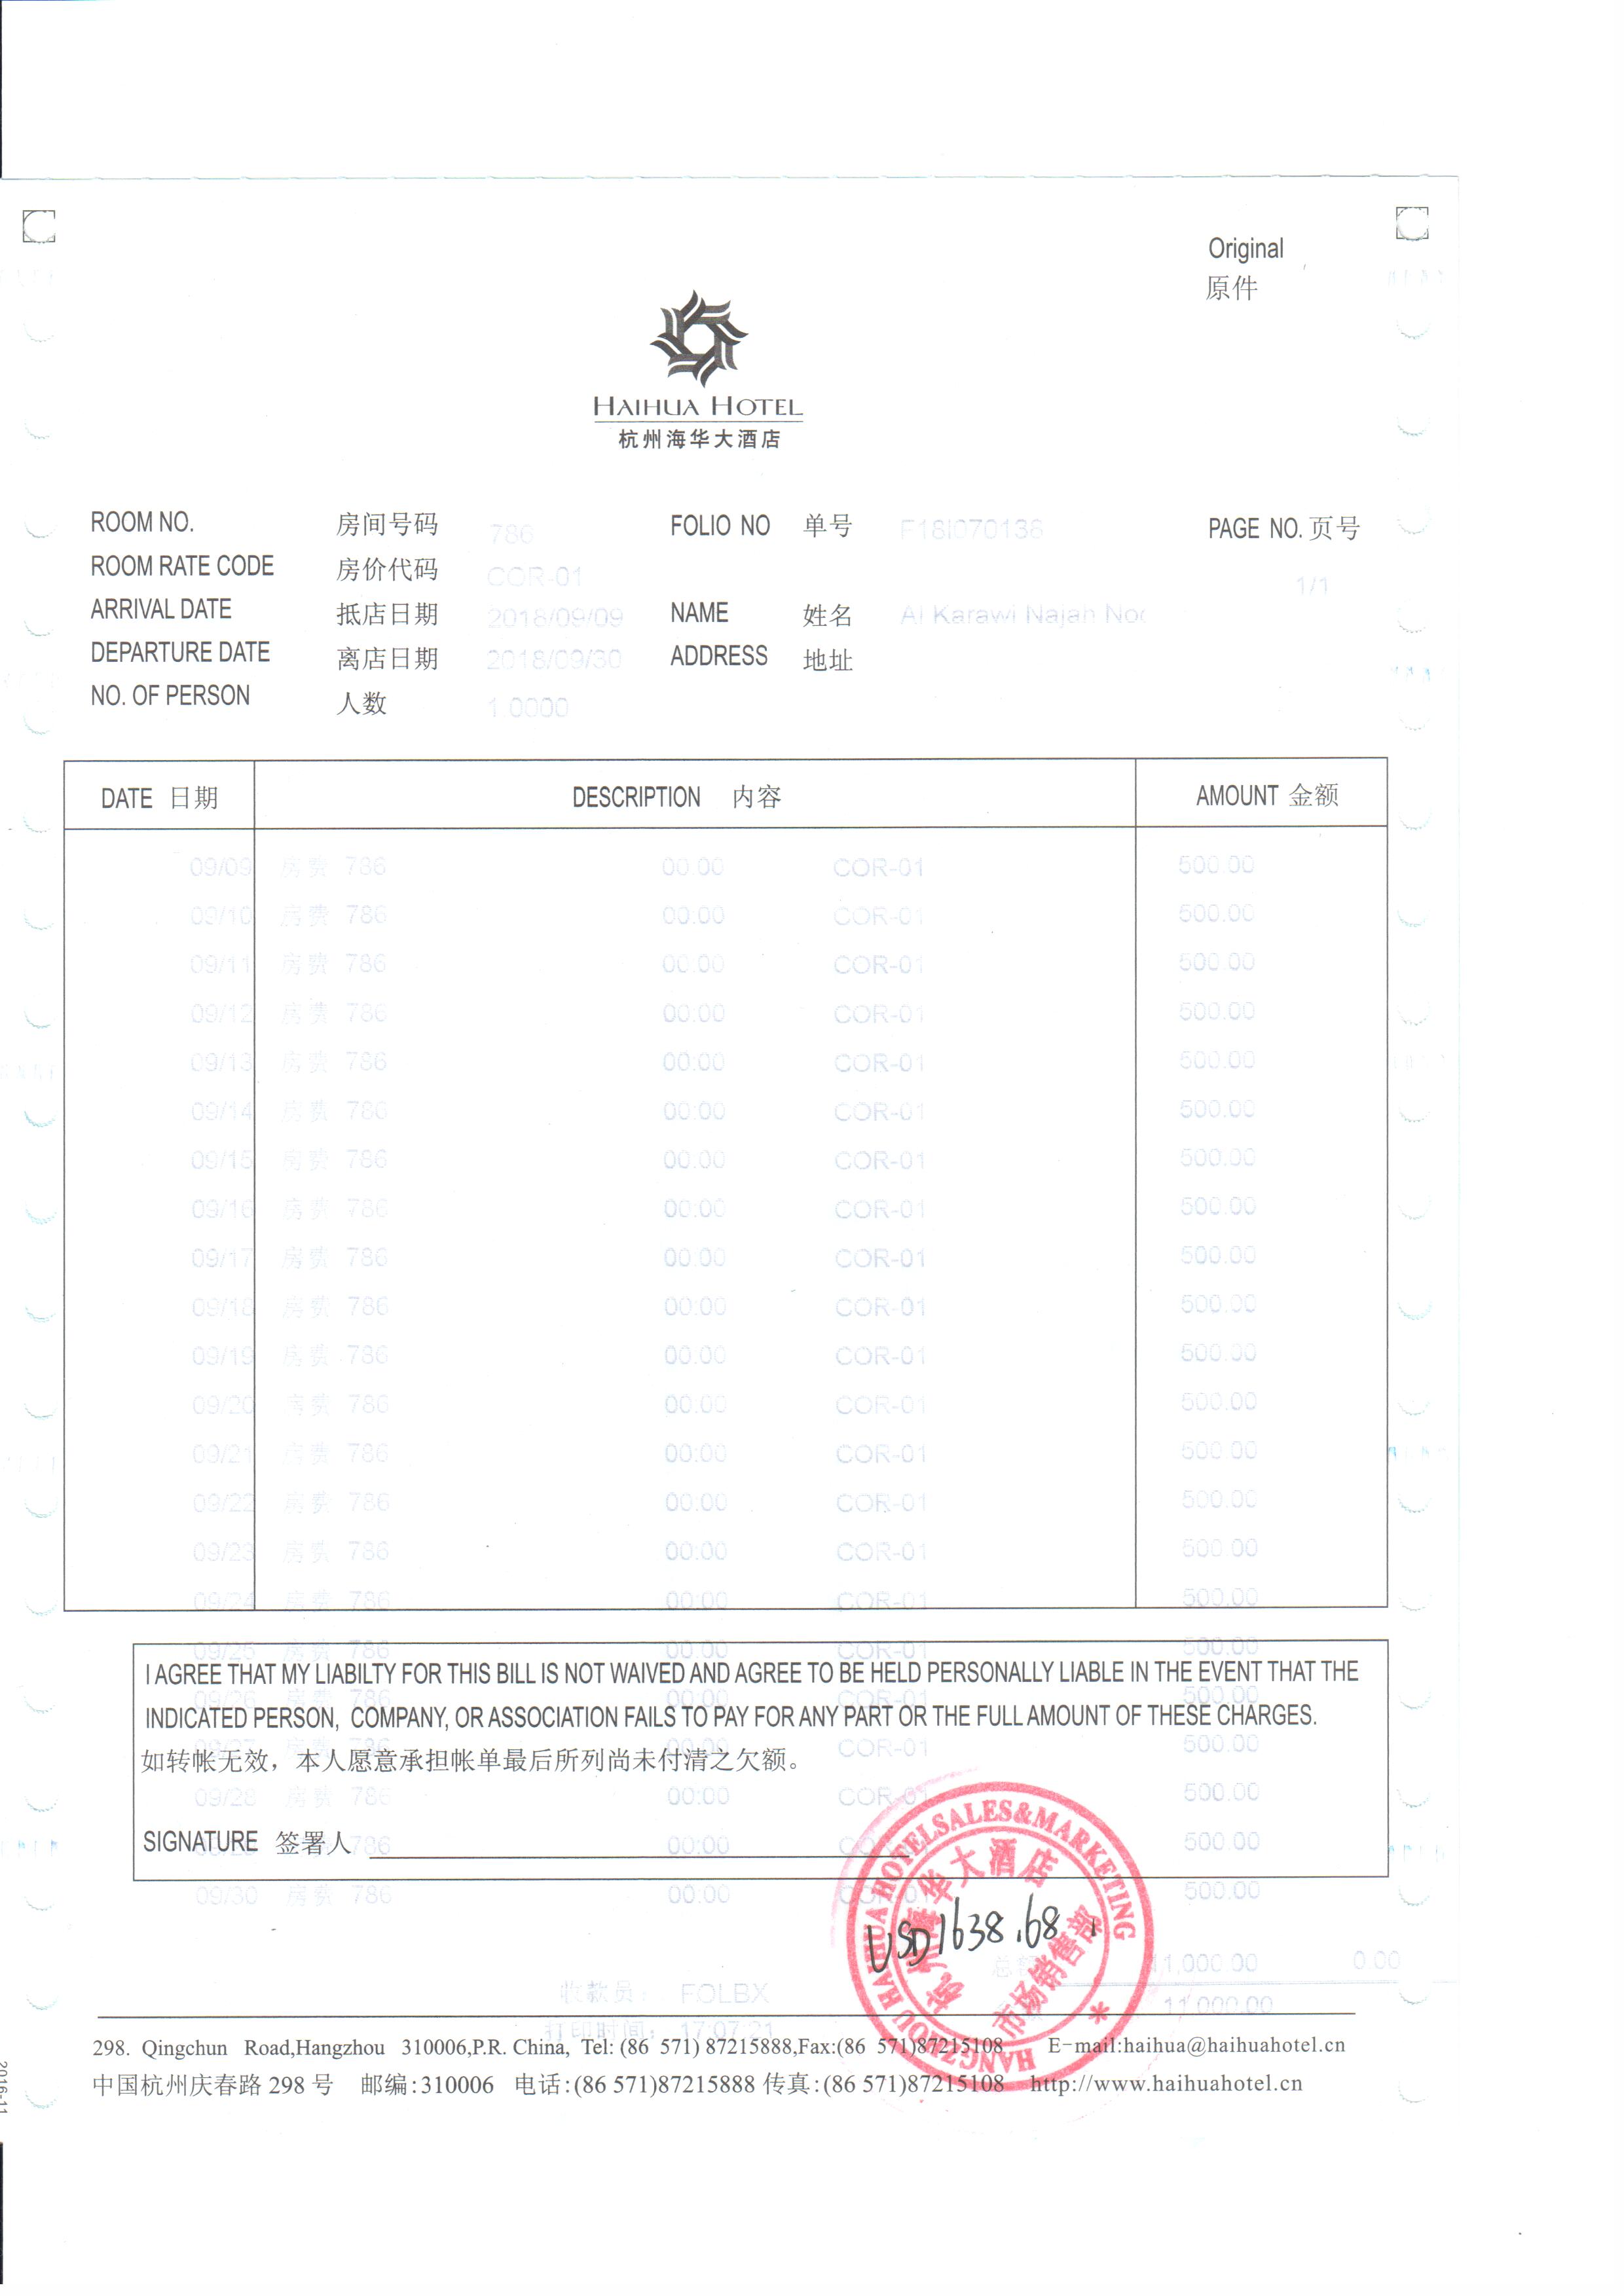 Original
原件
HAIHUA HOTEL
杭州海华大酒店
ROOM NO. 房间号码 786 FOLIO NO 单号 F18I070138 PAGE NO. 页号
ROOM RATE CODE 房价代码 COR-01 1/1
ARRIVAL DATE 抵店日期 2018/09/09 NAME 姓名 Al Karawi Najah Noo
DEPARTURE DATE 离店日期 2018/09/30 ADDRESS 地址
NO. OF PERSON 人数 1.0000
DATE 日期 DESCRIPTION 内容 AMOUNT 金额
09/09 房费 786 00:00 COR-01 500.00
09/10 房费 786 00:00 COR-01 500.00
09/11 房费 786 00:00 COR-01 500.00
09/12 房费 786 00:00 COR-01 500.00
09/13 房费 786 00:00 COR-01 500.00
09/14 房费 786 00:00 COR-01 500.00
09/15 房费 786 00:00 COR-01 500.00
09/16 房费 786 00:00 COR-01 500.00
09/17 房费 786 00:00 COR-01 500.00
09/18 房费 786 00:00 COR-01 500.00
09/19 房费 786 00:00 COR-01 500.00
09/20 房费 786 00:00 COR-01 500.00
09/21 房费 786 00:00 COR-01 500.00
09/22 房费 786 00:00 COR-01 500.00
09/23 房费 786 00:00 COR-01 500.00
09/24 房费 786 00:00 COR-01 500.00
09/25 房费 786 00:00 COR-01 500.00
I AGREE THAT MY LIABILTY FOR THIS BILL IS NOT WAIVED AND AGREE TO BE HELD PERSONALLY LIABLE IN THE EVENT THAT THE
09/26 房费 786 00:00 COR-01 500.00
INDICATED PERSON, COMPANY, OR ASSOCIATION FAILS TO PAY FOR ANY PART OR THE FULL AMOUNT OF THESE CHARGES.
09/27 786 00:00 COR-01 500.00
如转帐无效，本人愿意承担帐单最后所列尚未付清之欠额。
09/28 房费 786 00:00 COR-01 500.00
SIGNATURE 签署人
786 00:00 500.00
09/30 房费 786 00:00 COR-01 500.00
HANGZHOU HAIHUA HOTEL SALES&MARKETING
杭州海华大酒店
市场销售部
USD1638.68
11,000.00 0.00
收款员： FOLBX
11,000.00
打印时间： 17:07:21
298. Qingchun Road,Hangzhou 310006,P.R. China, Tel: (86 571) 87215888,Fax:(86 571)87215108 E-mail:haihua@haihuahotel.cn
中国杭州庆春路 298 号 邮编:310006 电话:(86 571)87215888 传真:(86 571)87215108 http://www.haihuahotel.cn
2016-11